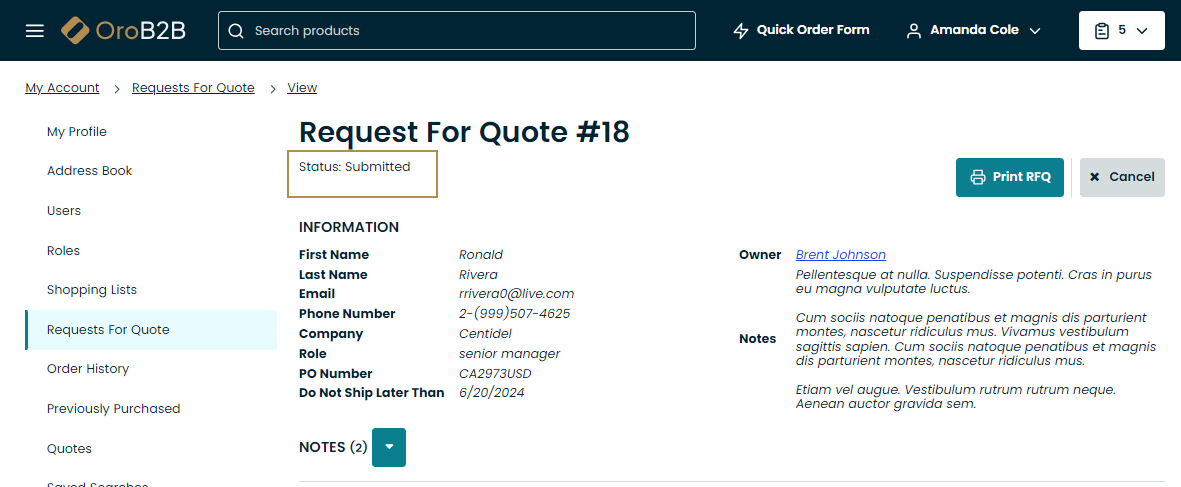 OroB2B
Search products
Quick Order Form
Amanda Cole
5
My Account > Requests For Quote > View
My Profile
Address Book
Users
Roles
Shopping Lists
Requests For Quote
Order History
Previously Purchased
Quotes
Saved Searches
Request For Quote #18
Status: Submitted
Print RFQ
Cancel
INFORMATION
First Name Ronald
Last Name Rivera
Email rrivera0@live.com
Phone Number 2-(999)507-4625
Company Centidel
Role senior manager
PO Number CA2973USD
Do Not Ship Later Than 6/20/2024
Owner Brent Johnson
Notes
Pellentesque at nulla. Suspendisse potenti. Cras in purus
eu magna vulputate luctus.
Cum sociis natoque penatibus et magnis dis parturient
montes, nascetur ridiculus mus. Vivamus vestibulum
sagittis sapien. Cum sociis natoque penatibus et magnis
dis parturient montes, nascetur ridiculus mus.
Etiam vel augue. Vestibulum rutrum rutrum neque.
Aenean auctor gravida sem.
NOTES (2)